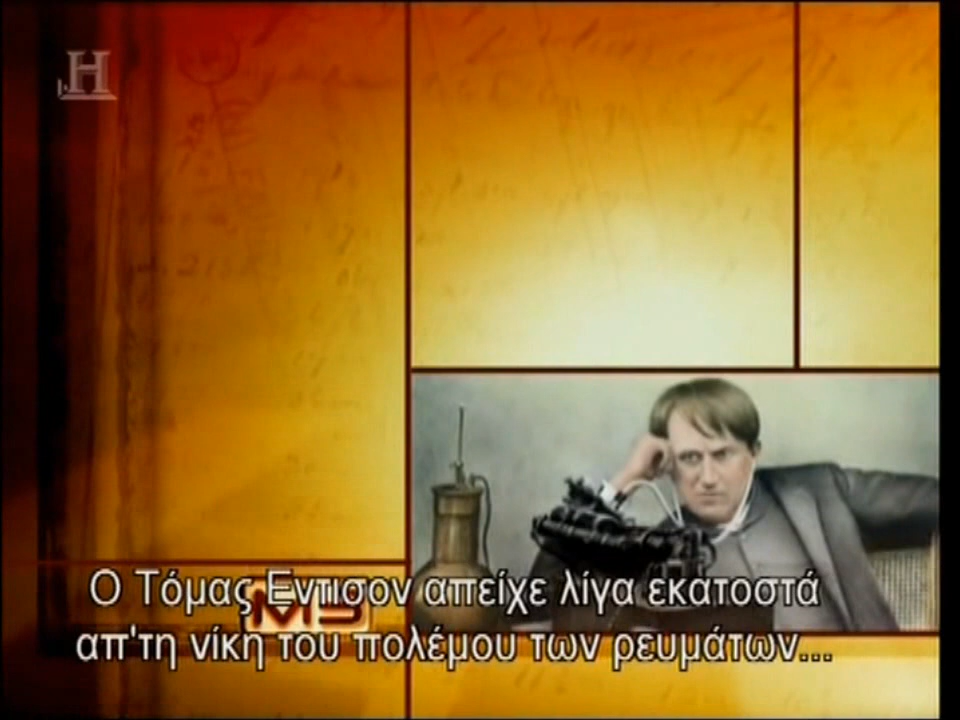 H
Ο Τόμας Εντισον απείχε λίγα εκατοστά
απ'τη νίκη του πολέμου των ρευμάτων...